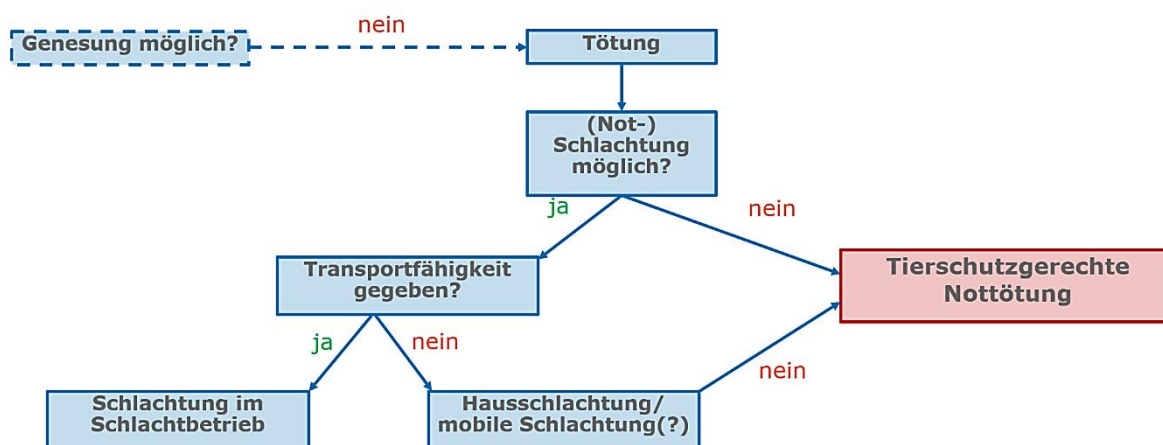 nein
Genesung möglich?
Tötung
(Not-)
Schlachtung
möglich?
ja
nein
Transportfähigkeit
gegeben?
Tierschutzgerechte
Nottötung
ja
nein
nein
Schlachtung im
Schlachtbetrieb
Hausschlachtung/
mobile Schlachtung(?)